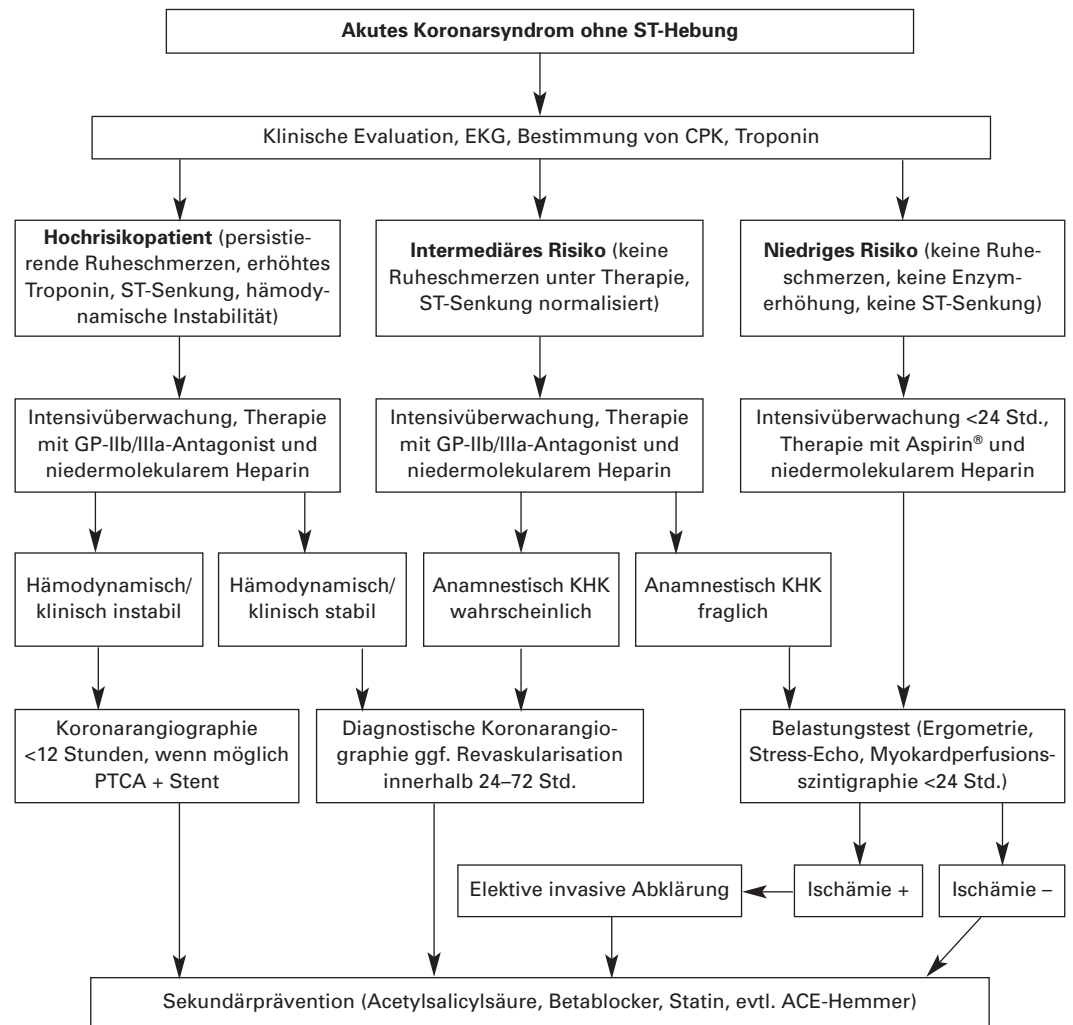 Akutes Koronarsyndrom ohne ST-Hebung
Klinische Evaluation, EKG, Bestimmung von CPK, Troponin
Hochrisikopatient (persistie-
rende Ruheschmerzen, erhöhtes
Troponin, ST-Senkung, hämody-
namische Instabilität)
Intermediäres Risiko (keine
Ruheschmerzen unter Therapie,
ST-Senkung normalisiert)
Niedriges Risiko (keine Ruhe-
schmerzen, keine Enzym-
erhöhung, keine ST-Senkung)
Intensivüberwachung, Therapie
mit GP-IIb/IIIa-Antagonist und
niedermolekularem Heparin
Intensivüberwachung, Therapie
mit GP-IIb/IIIa-Antagonist und
niedermolekularem Heparin
Intensivüberwachung <24 Std.,
Therapie mit Aspirin® und
niedermolekularem Heparin
Hämodynamisch/
klinisch instabil
Hämodynamisch/
klinisch stabil
Anamnestisch KHK
wahrscheinlich
Anamnestisch KHK
fraglich
Koronarangiographie
<12 Stunden, wenn möglich
PTCA + Stent
Diagnostische Koronarangio-
graphie ggf. Revaskularisation
innerhalb 24–72 Std.
Belastungstest (Ergometrie,
Stress-Echo, Myokardperfusions-
szintigraphie <24 Std.)
Elektive invasive Abklärung
Ischämie +
Ischämie –
Sekundärprävention (Acetylsalicylsäure, Betablocker, Statin, evtl. ACE-Hemmer)